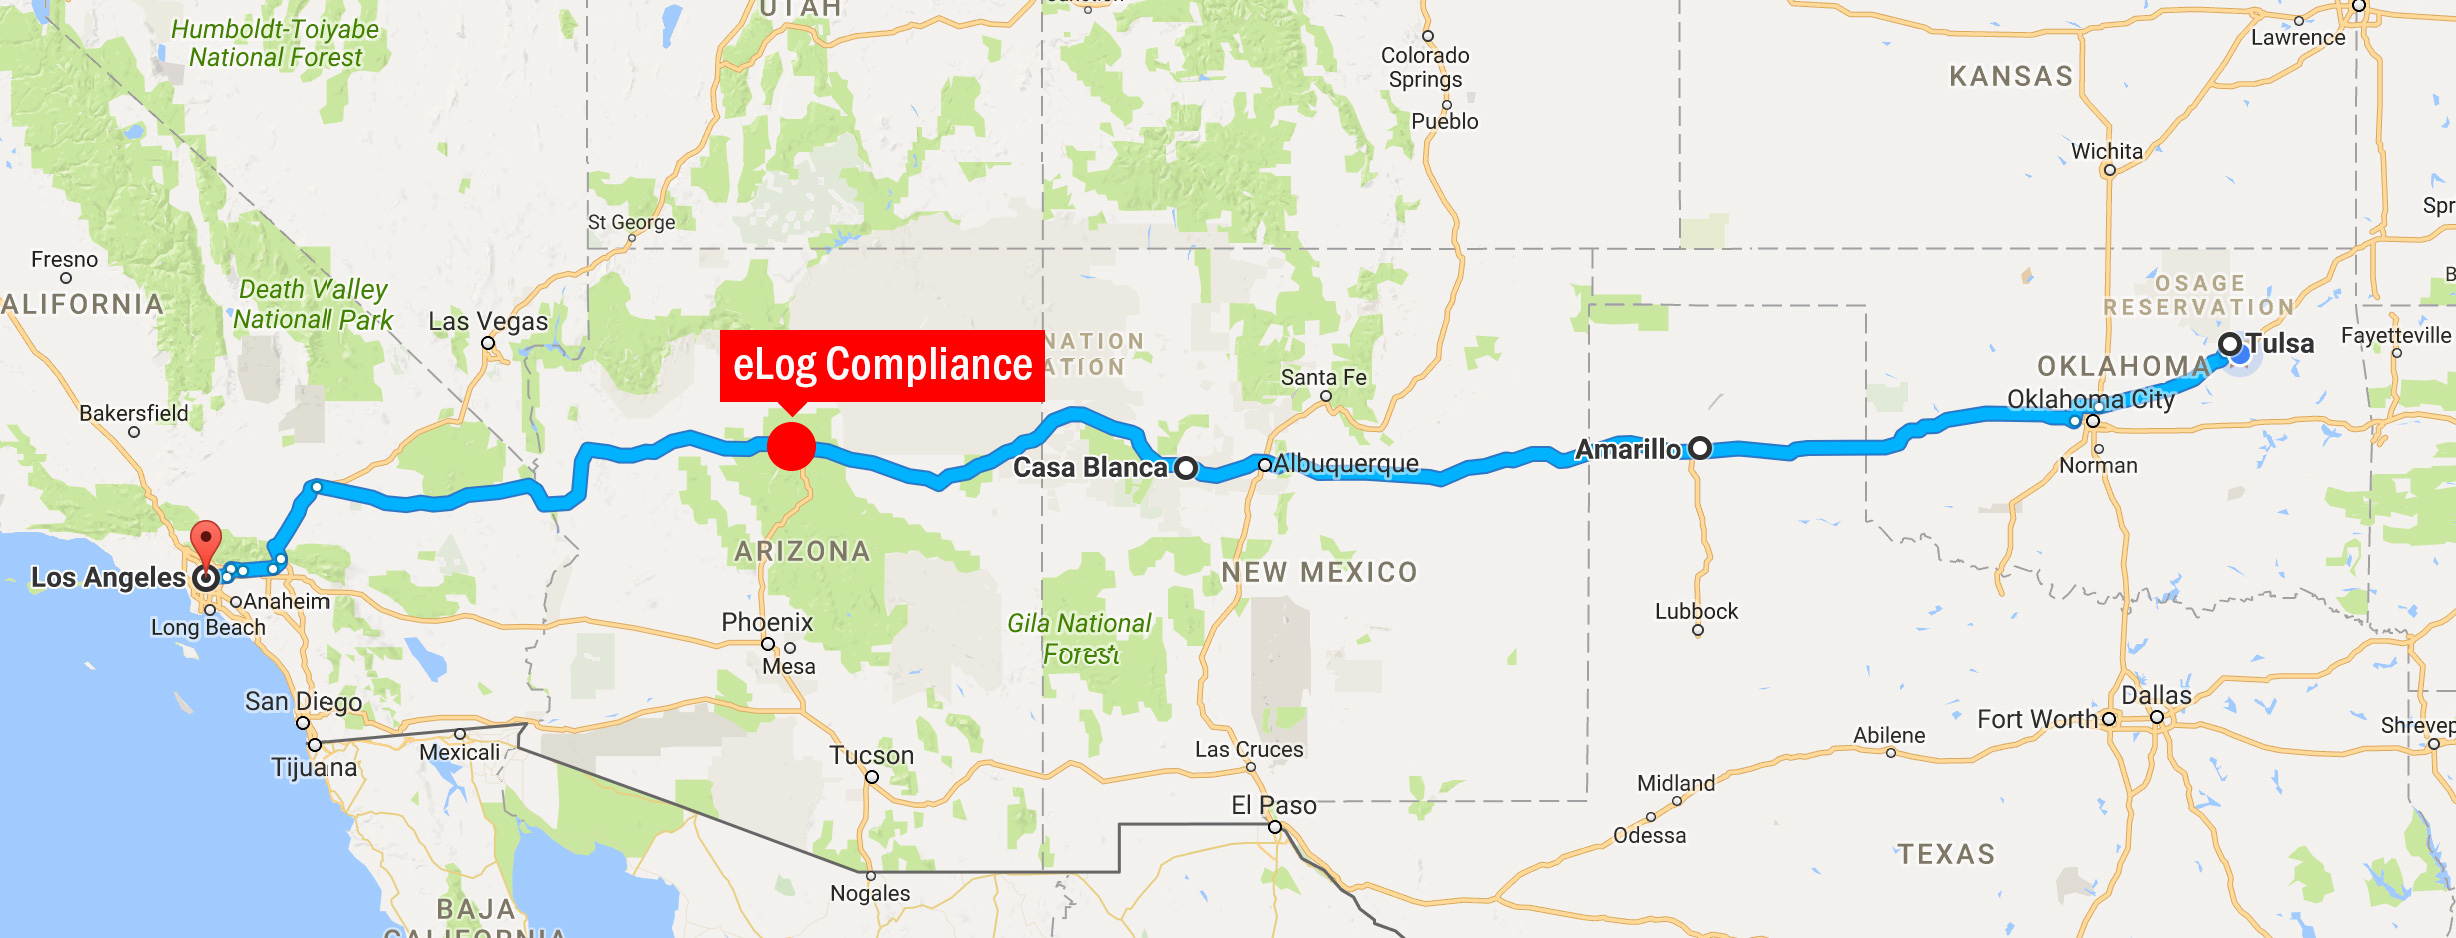 UTAH
Humboldt-Toiyabe
National Forest
Colorado
Springs
Pueblo
Lawrence
KANSAS
Wichita
St George
Fresno
ALIFORNIA
Death Valley
National Park
Las Vegas
OSAGE
RESERVATION
Tulsa
Fayetteville
OKLAHOMA
NATION
ATION
eLog Compliance
Santa Fe
Bakersfield
Oklahoma City
Casa Blanca
Albuquerque
Amarillo
Norman
ARIZONA
NEW MEXICO
Los Angeles
Anaheim
Long Beach
Phoenix
Mesa
Gila National
Forest
Lubbock
San Diego
Tijuana
Mexicali
Tucson
Las Cruces
El Paso
Dallas
Fort Worth
Abilene
Midland
Odessa
TEXAS
Nogales
BAJA
CALIFORNIA
Shrevep
Spr